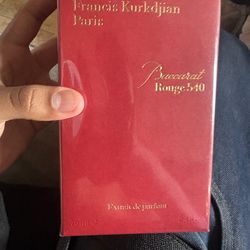 Francis Kurkdjian
Paris
Baccarat
Rouge 540
Extrait de parfum